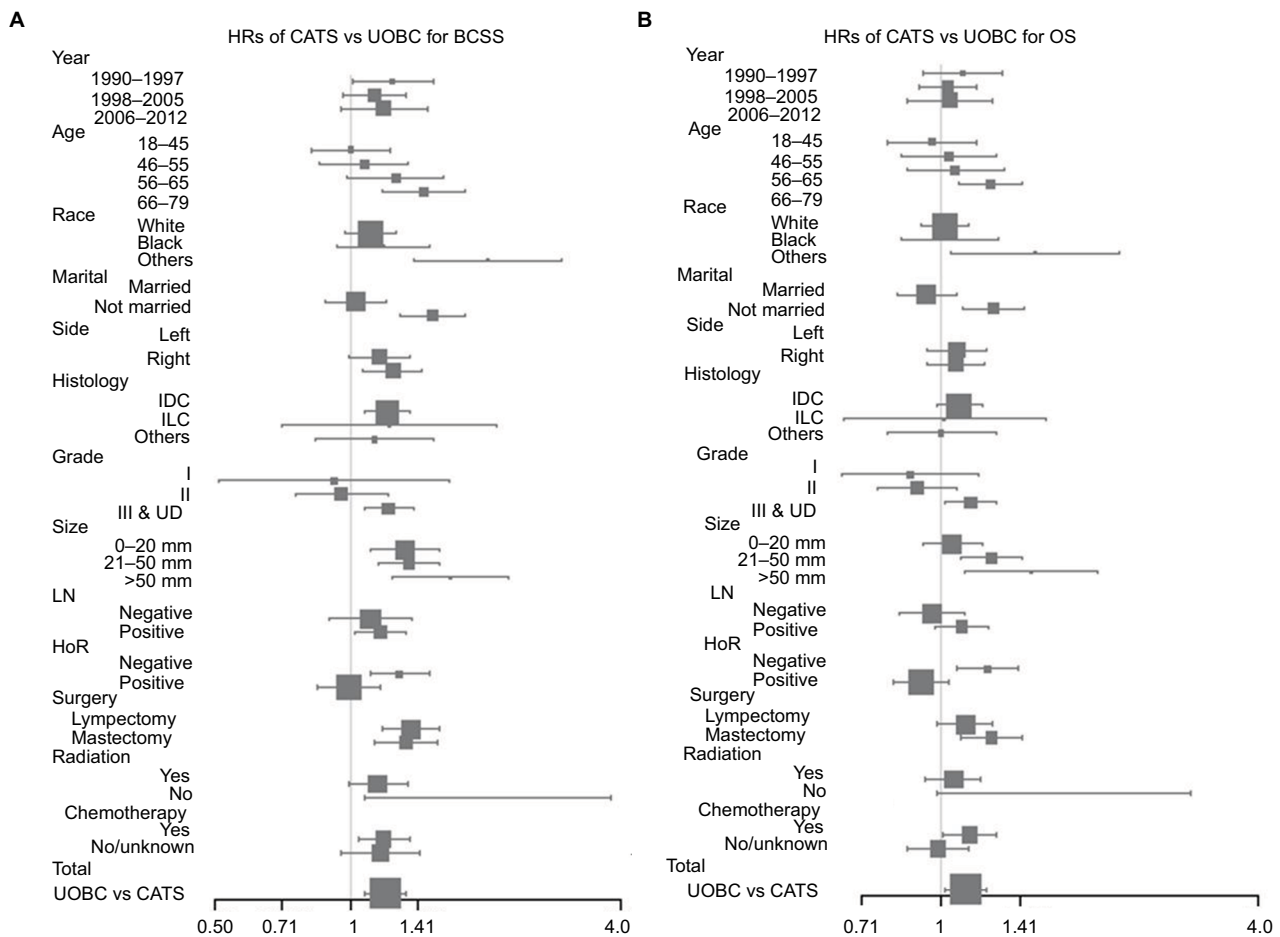 A
HRs of CATS vs UOBC for BCSS
Year
1990–1997
1998–2005
2006–2012
Age
18–45
46–55
56–65
66–79
Race
White
Black
Others
Marital
Married
Not married
Side
Left
Right
Histology
IDC
ILC
Others
Grade
I
II
III & UD
Size
0–20 mm
21–50 mm
>50 mm
LN
Negative
Positive
HoR
Negative
Positive
Surgery
Lympectomy
Mastectomy
Radiation
Yes
No
Chemotherapy
Yes
No/unknown
Total
UOBC vs CATS
0.50 0.71 1 1.41 4.0
B
HRs of CATS vs UOBC for OS
Year
1990–1997
1998–2005
2006–2012
Age
18–45
46–55
56–65
66–79
Race
White
Black
Others
Marital
Married
Not married
Side
Left
Right
Histology
IDC
ILC
Others
Grade
I
II
III & UD
Size
0–20 mm
21–50 mm
>50 mm
LN
Negative
Positive
HoR
Negative
Positive
Surgery
Lympectomy
Mastectomy
Radiation
Yes
No
Chemotherapy
Yes
No/unknown
Total
UOBC vs CATS
0.71 1 1.41 4.0